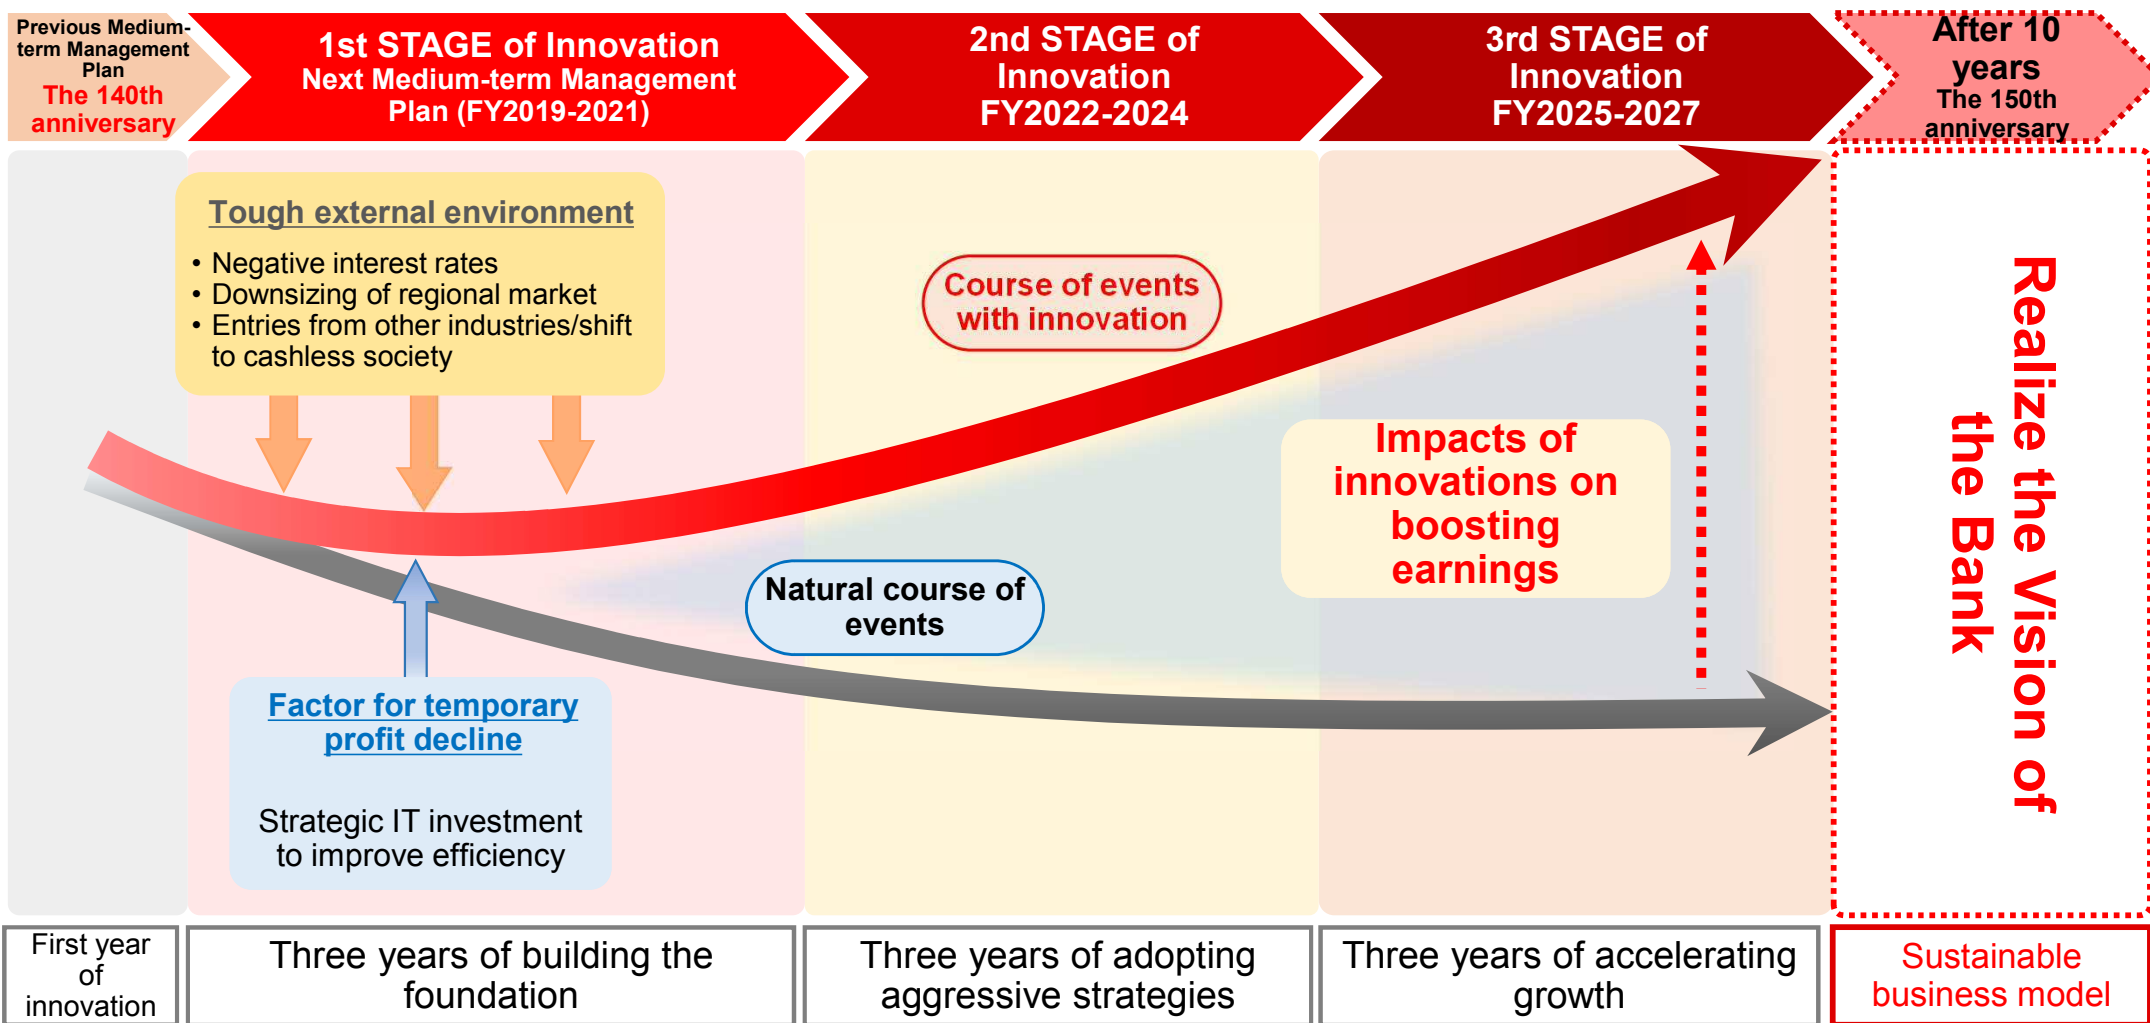 Previous Medium-
term Management
Plan
The 140th
anniversary
1st STAGE of Innovation
Next Medium-term Management
Plan (FY2019-2021)
2nd STAGE of
Innovation
FY2022-2024
3rd STAGE of
Innovation
FY2025-2027
After 10
years
The 150th
anniversary
Tough external environment
• Negative interest rates
• Downsizing of regional market
• Entries from other industries/shift
to cashless society
Course of events
with innovation
Impacts of
innovations on
boosting
earnings
Natural course of
events
Factor for temporary
profit decline
Strategic IT investment
to improve efficiency
Realize the Vision of
the Bank
First year
of
innovation
Three years of building the
foundation
Three years of adopting
aggressive strategies
Three years of accelerating
growth
Sustainable
business model